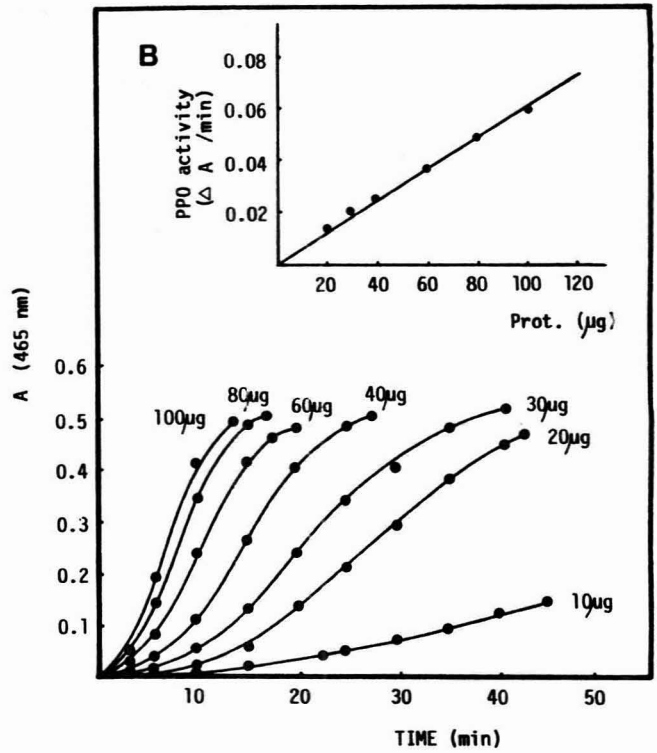 B
PPO activity
(△ A /min)
0.08
0.06
0.04
0.02
20 40 60 80 100 120
Prot. (µg)
A (465 nm)
0.6
0.5
0.4
0.3
0.2
0.1
100µg
80µg
60µg
40µg
30µg
20µg
10µg
10 20 30 40 50
TIME (min)